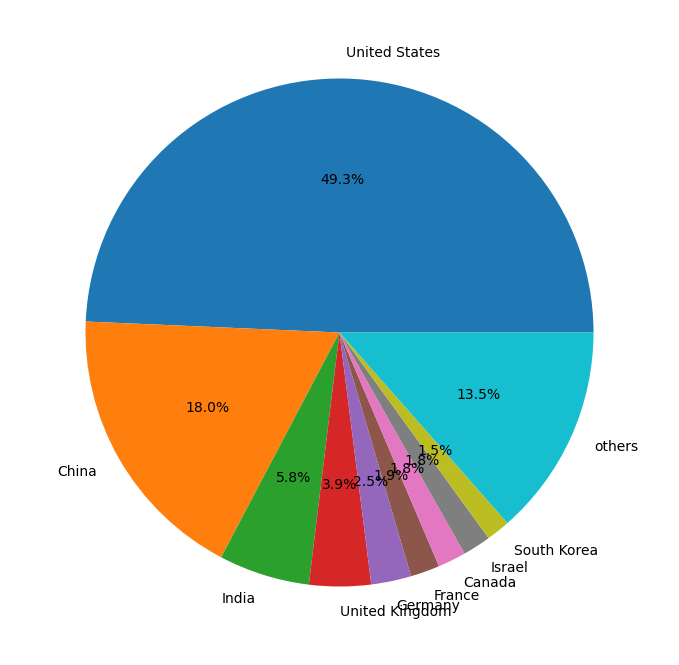 United States
49.3%
China
18.0%
India
5.8%
United Kingdom
3.9%
Germany
2.5%
France
1.9%
Canada
1.8%
Israel
1.8%
South Korea
1.5%
others
13.5%